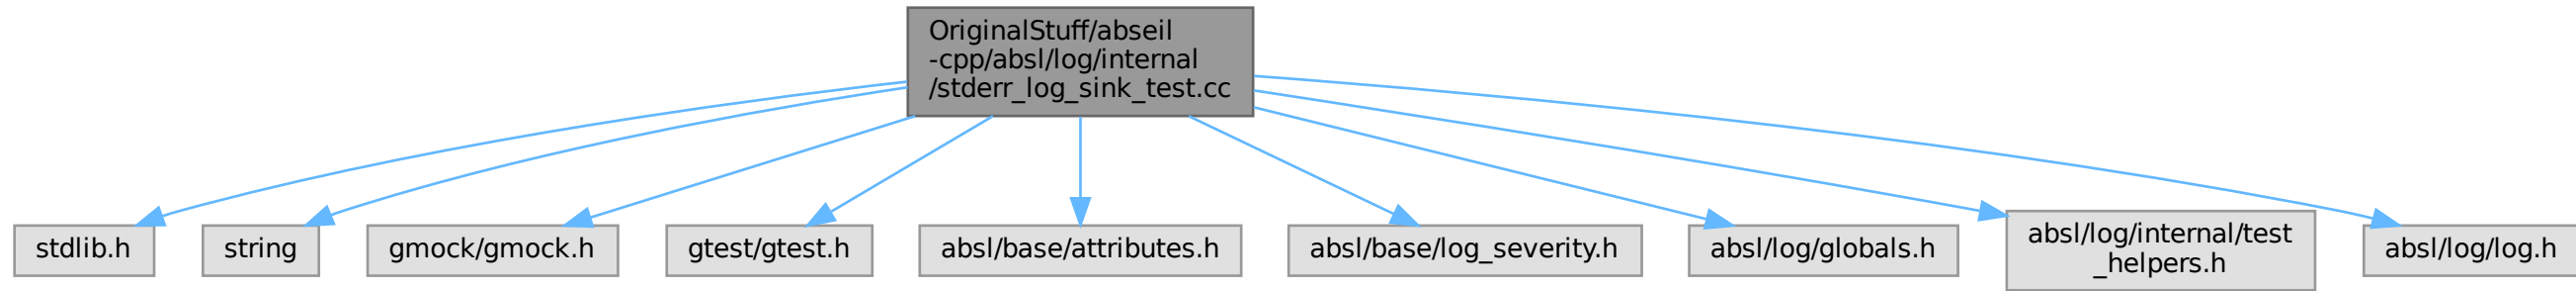 OriginalStuff/abseil
-cpp/absl/log/internal
/stderr_log_sink_test.cc
stdlib.h
string
gmock/gmock.h
gtest/gtest.h
absl/base/attributes.h
absl/base/log_severity.h
absl/log/globals.h
absl/log/internal/test
_helpers.h
absl/log/log.h